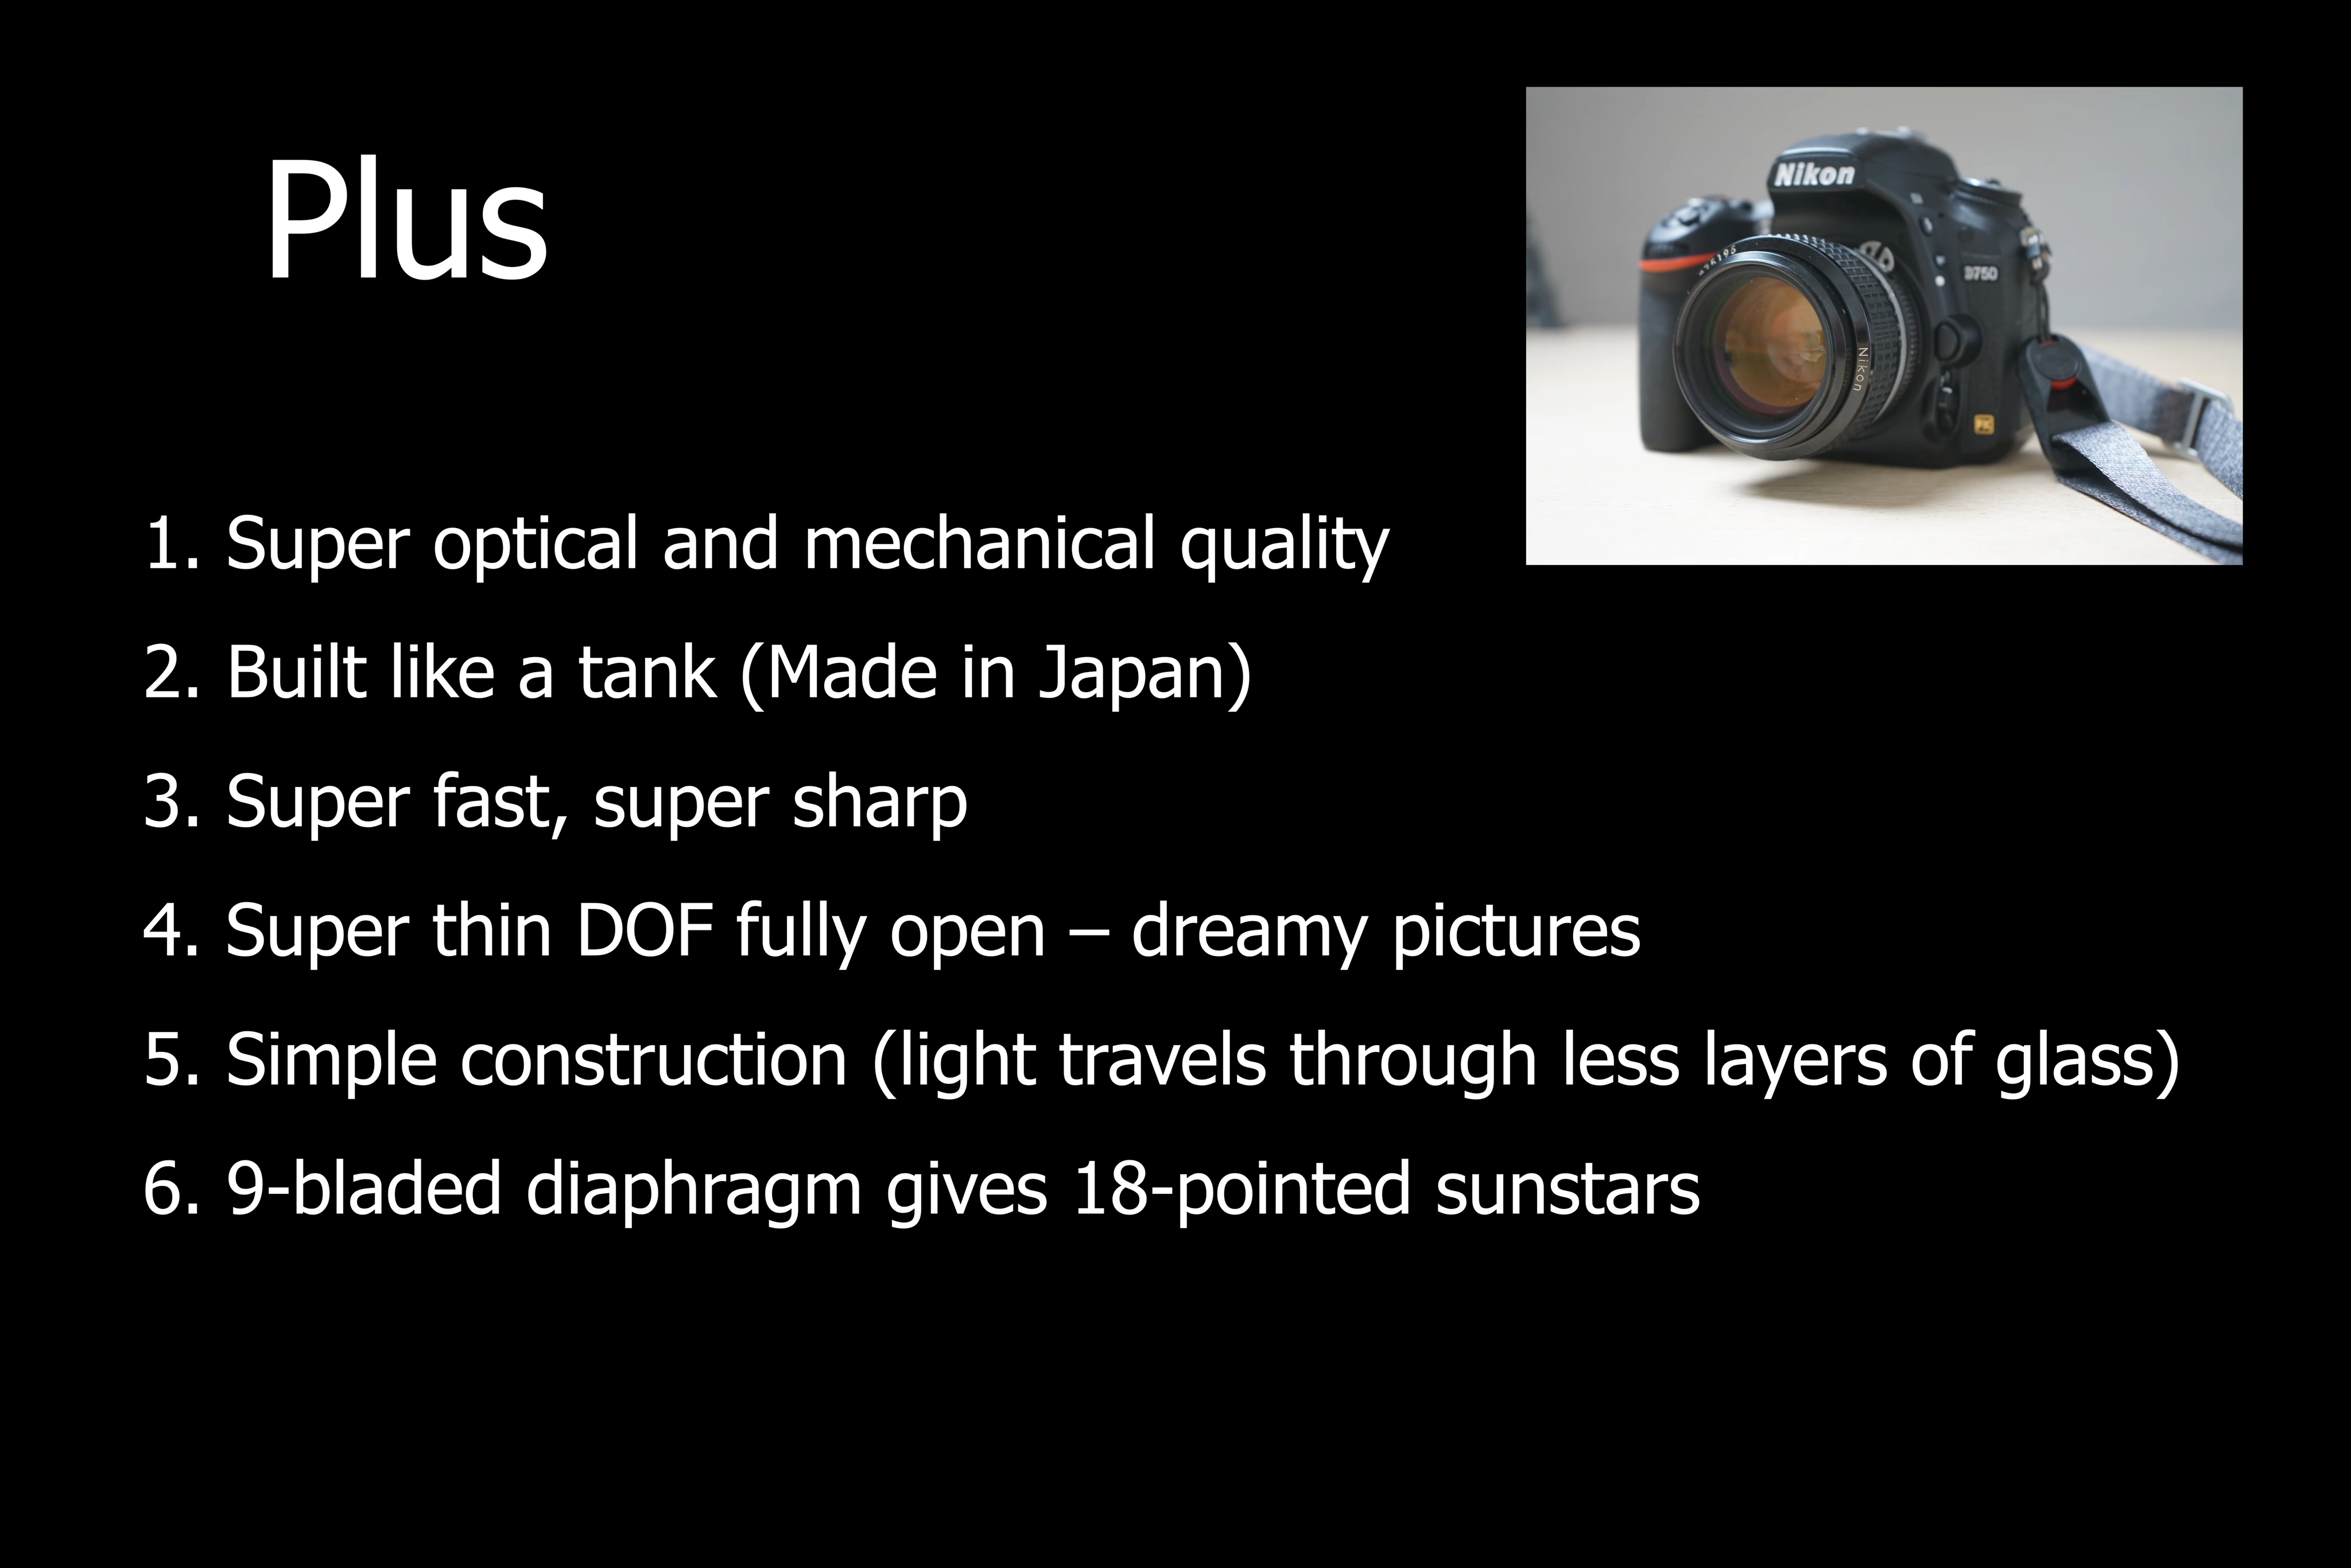 Plus
Nikon
D750
Nikon
1. Super optical and mechanical quality
2. Built like a tank (Made in Japan)
3. Super fast, super sharp
4. Super thin DOF fully open – dreamy pictures
5. Simple construction (light travels through less layers of glass)
6. 9-bladed diaphragm gives 18-pointed sunstars